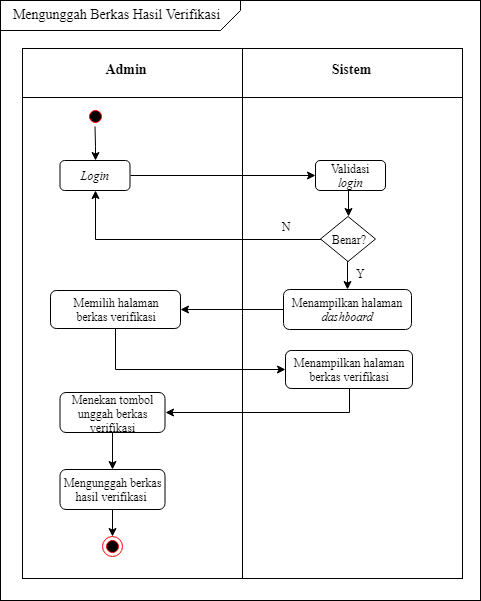 Mengunggah Berkas Hasil Verifikasi
Admin
Sistem
Login
Validasi
login
N
Benar?
Y
Memilih halaman
berkas verifikasi
Menampilkan halaman
dashboard
Menampilkan halaman
berkas verifikasi
Menekan tombol
unggah berkas
verifikasi
Mengunggah berkas
hasil verifikasi